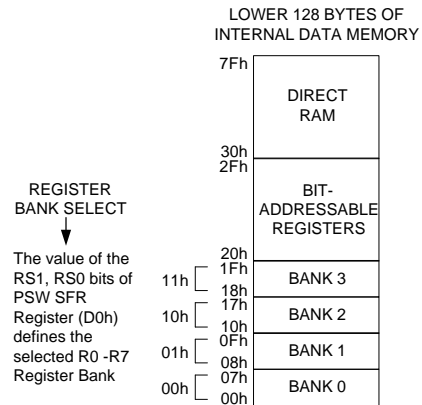 LOWER 128 BYTES OF
INTERNAL DATA MEMORY
7Fh
DIRECT
RAM
30h
2Fh
REGISTER
BANK SELECT
BIT-
ADDRESSABLE
REGISTERS
The value of the
RS1, RS0 bits of
PSW SFR
Register (D0h)
defines the
selected R0 -R7
Register Bank
20h
11h
1Fh
BANK 3
18h
10h
17h
BANK 2
10h
01h
0Fh
BANK 1
08h
00h
07h
BANK 0
00h